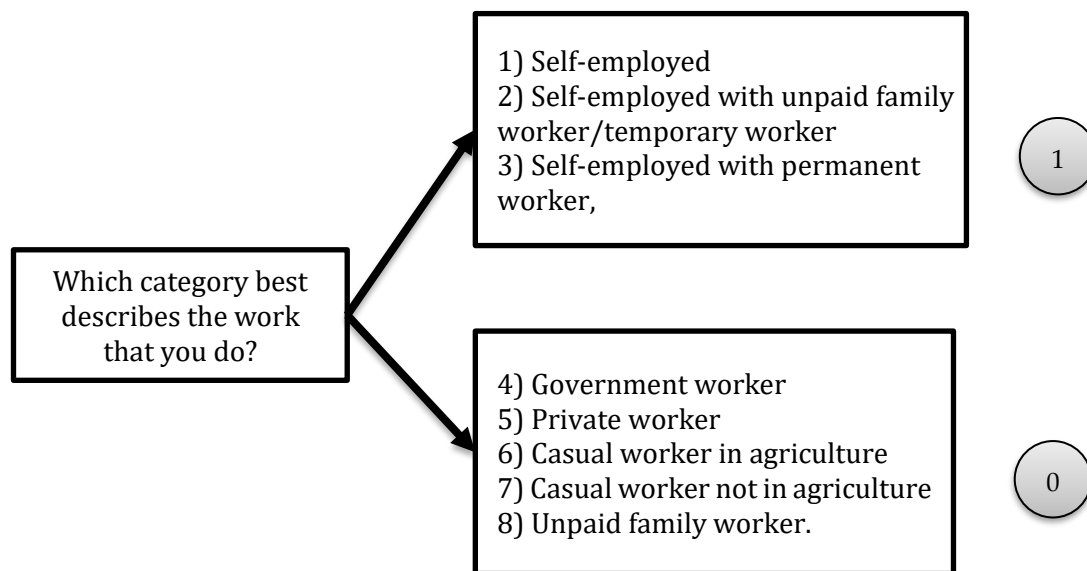 1) Self-employed
2) Self-employed with unpaid family
worker/temporary worker
3) Self-employed with permanent
worker,
1
Which category best
describes the work
that you do?
4) Government worker
5) Private worker
6) Casual worker in agriculture
7) Casual worker not in agriculture
8) Unpaid family worker.
0